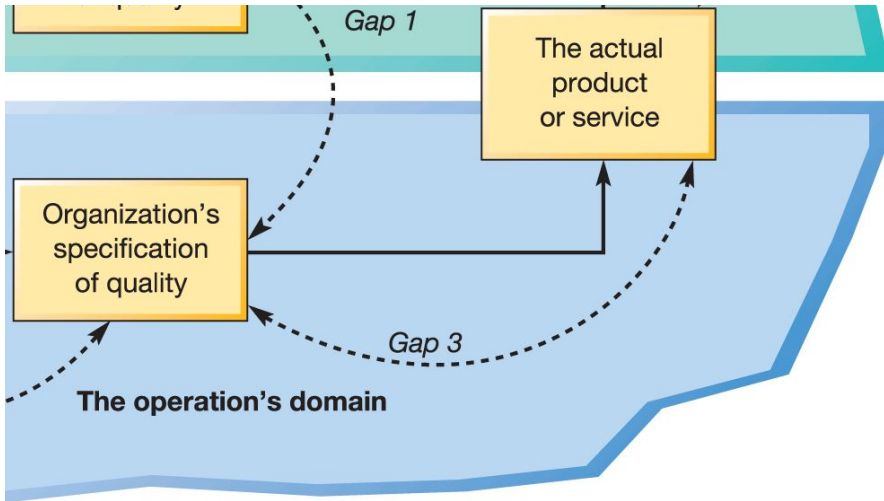 Gap 1
The actual
product
or service
Organization's
specification
of quality
Gap 3
The operation's domain